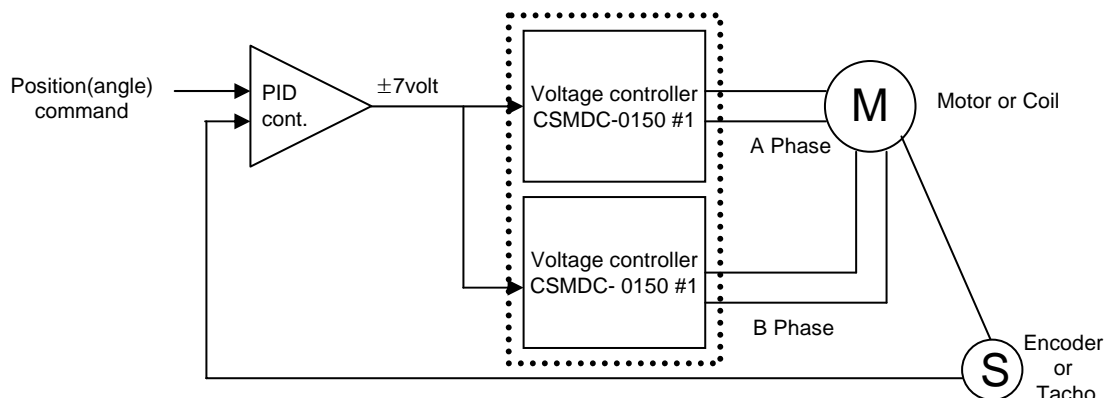 Position(angle)
command
PID
cont.
±7volt
Voltage controller
CSMDC-0150 #1
A Phase
M
Motor or Coil
Voltage controller
CSMDC- 0150 #1
B Phase
S
Encoder
or
Tacho